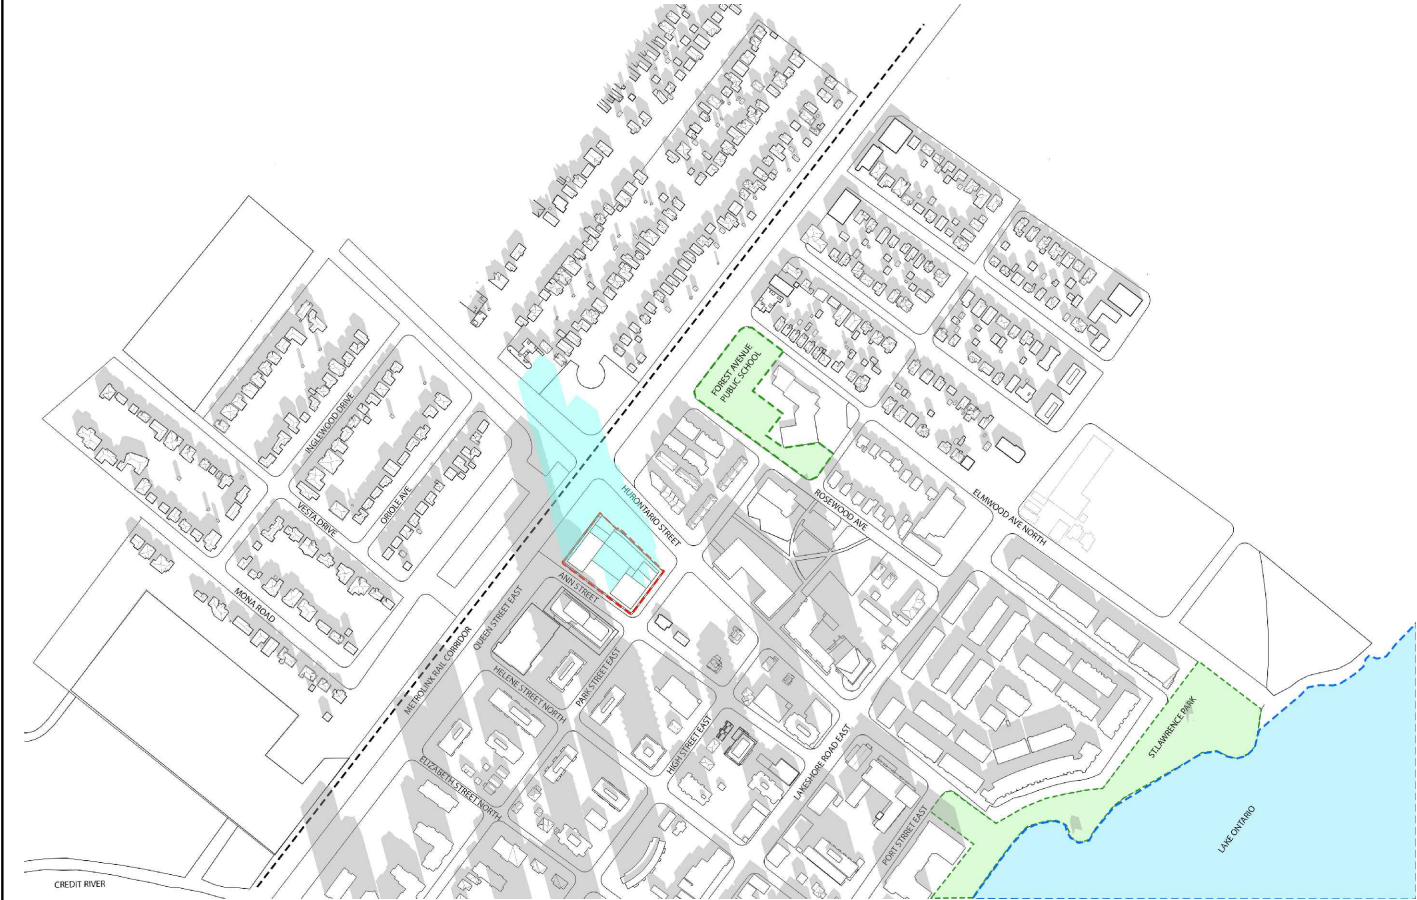 FOREST AVENUE
PUBLIC SCHOOL
INGLEWOOD DRIVE
ORIOLE AVE
VESTA DRIVE
MONA ROAD
HURONTARIO STREET
ROSEWOOD AVE
ELMWOOD AVE NORTH
ANN STREET
QUEEN STREET EAST
METROLINX RAIL CORRIDOR
HELENE STREET NORTH
PARK STREET EAST
HIGH STREET EAST
ELIZABETH STREET NORTH
LAKESHORE ROAD EAST
PORT STRRET EAST
ST.LAWRENCE PARK
LAKE ONTARIO
CREDIT RIVER